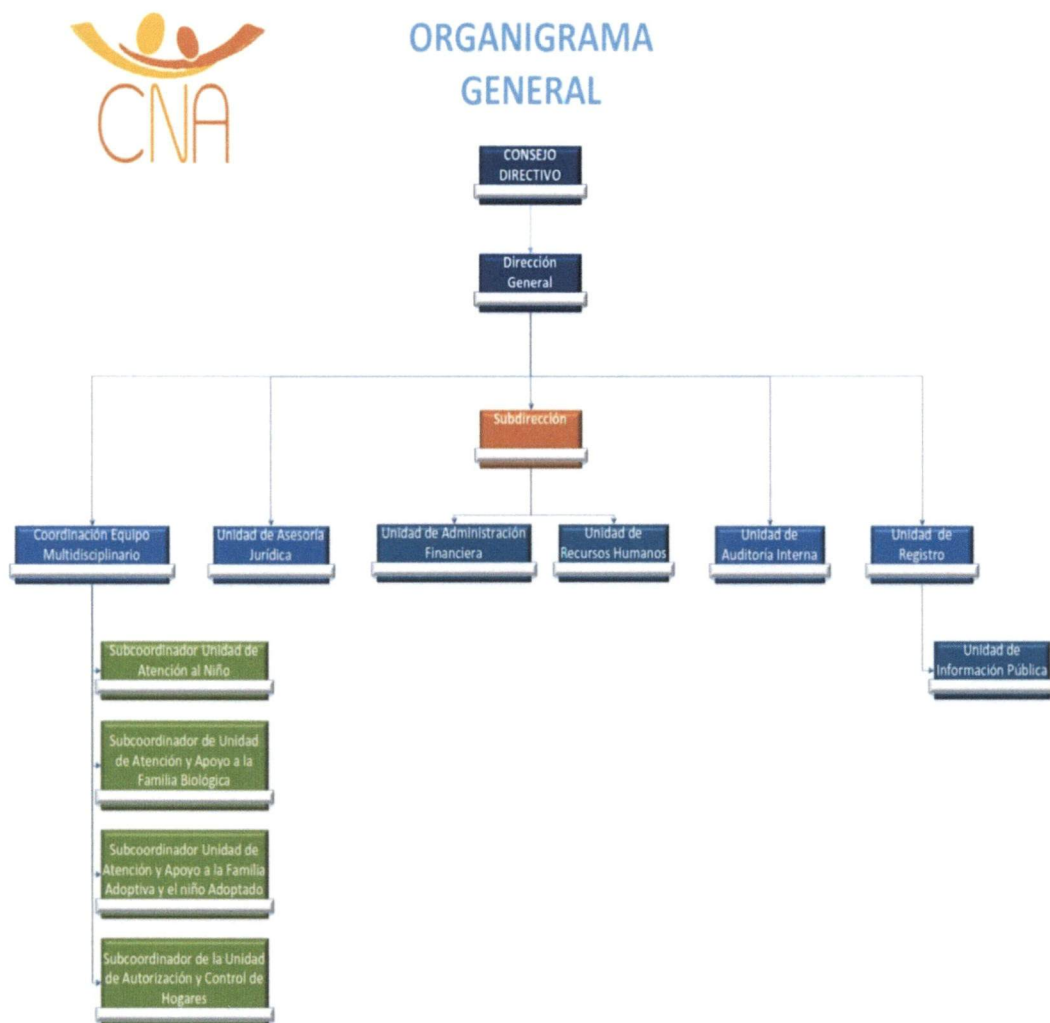 CNA
ORGANIGRAMA
GENERAL
CONSEJO
DIRECTIVO
Dirección
General
Subdirección
Coordinación Equipo
Multidisciplinario
Unidad de Asesoría
Jurídica
Unidad de Administración
Financiera
Unidad de
Recursos Humanos
Unidad de
Auditoría Interna
Unidad de
Registro
Subcoordinador Unidad de
Atención al Niño
Unidad de
Información Pública
Subcoordinador de Unidad
de Atención y Apoyo a la
Familia Biológica
Subcoordinador Unidad de
Atención y Apoyo a la Familia
Adoptiva y el niño Adoptado
Subcoordinador de la Unidad
de Autorización y Control de
Hogares